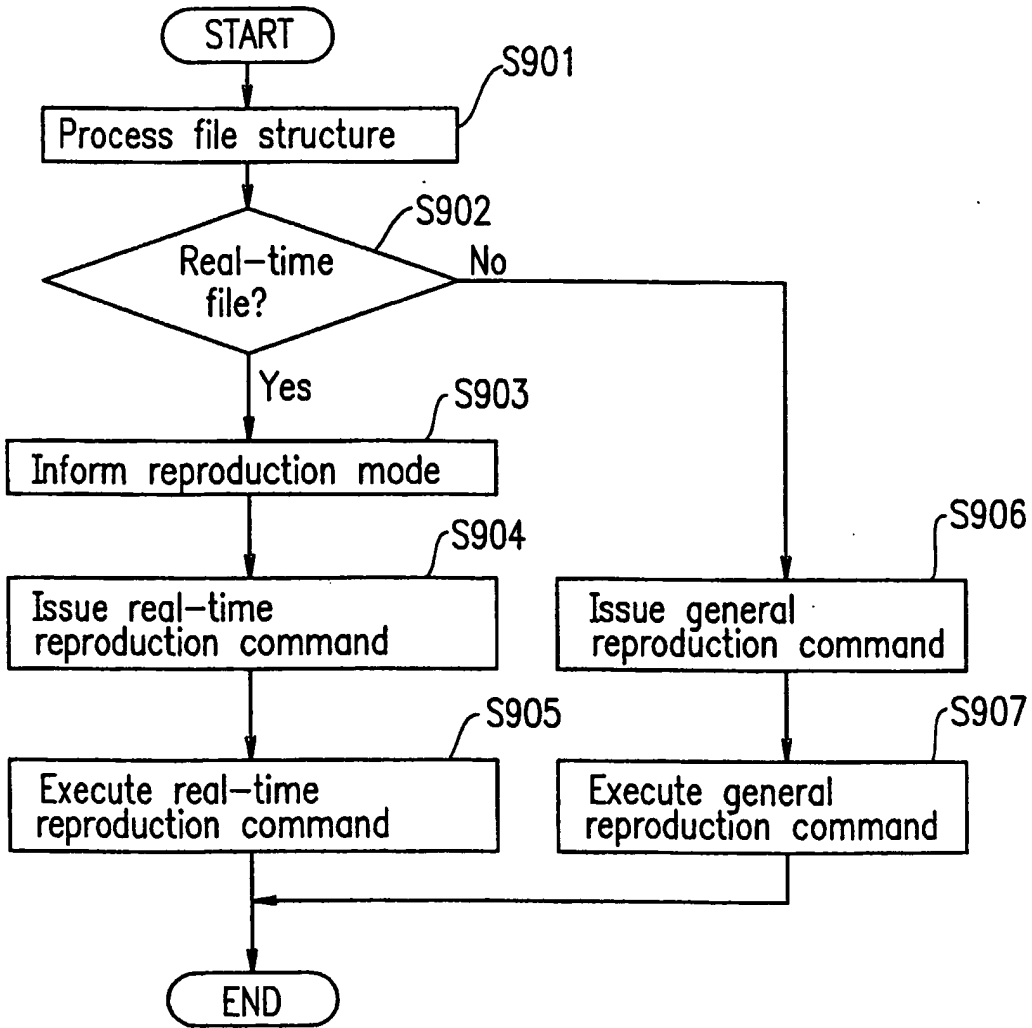 START
S901
Process file structure
S902
Real-time
file?
No
Yes
S903
Inform reproduction mode
S904
Issue real-time
reproduction command
S906
Issue general
reproduction command
S905
Execute real-time
reproduction command
S907
Execute general
reproduction command
END